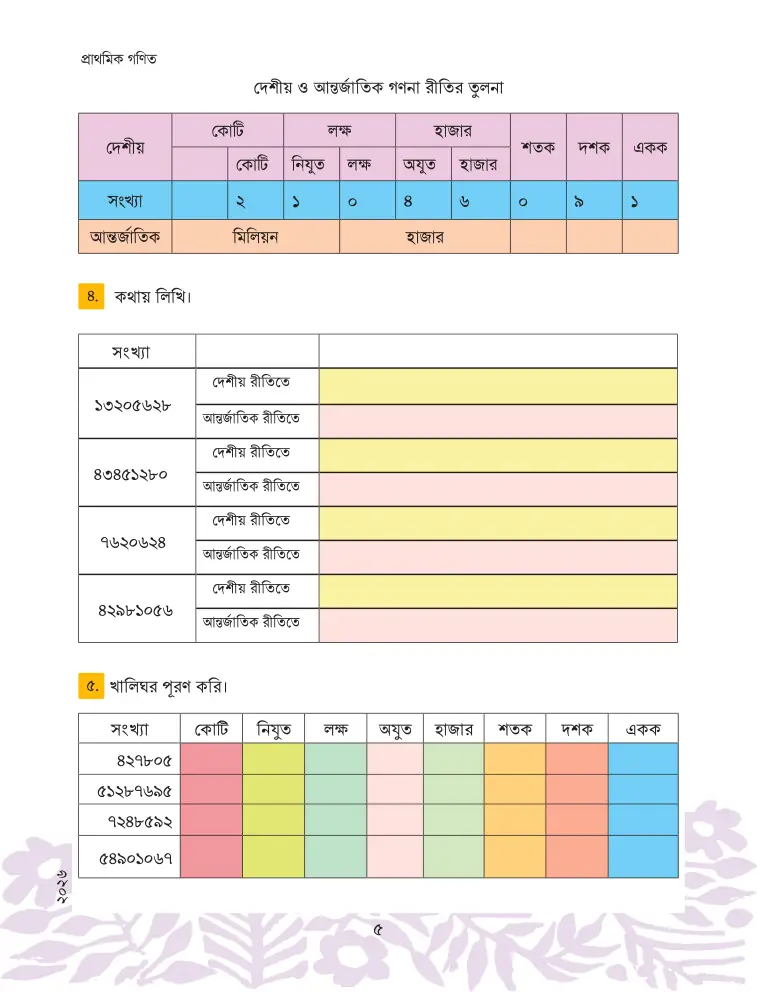 প্রাথমিক গণিত
দেশীয় ও আন্তর্জাতিক গণনা রীতির তুলনা
দেশীয় কোটি লক্ষ হাজার শতক দশক একক
কোটি নিযুত লক্ষ অযুত হাজার
সংখ্যা ২ ১ ০ ৪ ৬ ০ ৯ ১
আন্তর্জাতিক মিলিয়ন হাজার
৪. কথায় লিখি।
সংখ্যা
১৩২০৫৬২৮ দেশীয় রীতিতে
আন্তর্জাতিক রীতিতে
৪৩৪৫১২৮০ দেশীয় রীতিতে
আন্তর্জাতিক রীতিতে
৭৬২০৬২৪ দেশীয় রীতিতে
আন্তর্জাতিক রীতিতে
৪২৯৮১০৫৬ দেশীয় রীতিতে
আন্তর্জাতিক রীতিতে
৫. খালিঘর পূরণ করি।
সংখ্যা কোটি নিযুত লক্ষ অযুত হাজার শতক দশক একক
৪২৭৮০৫
৫১২৮৭৬৯৫
৭২৪৮৫৯২
৫৪৯০১০৬৭
২০২৬
৫